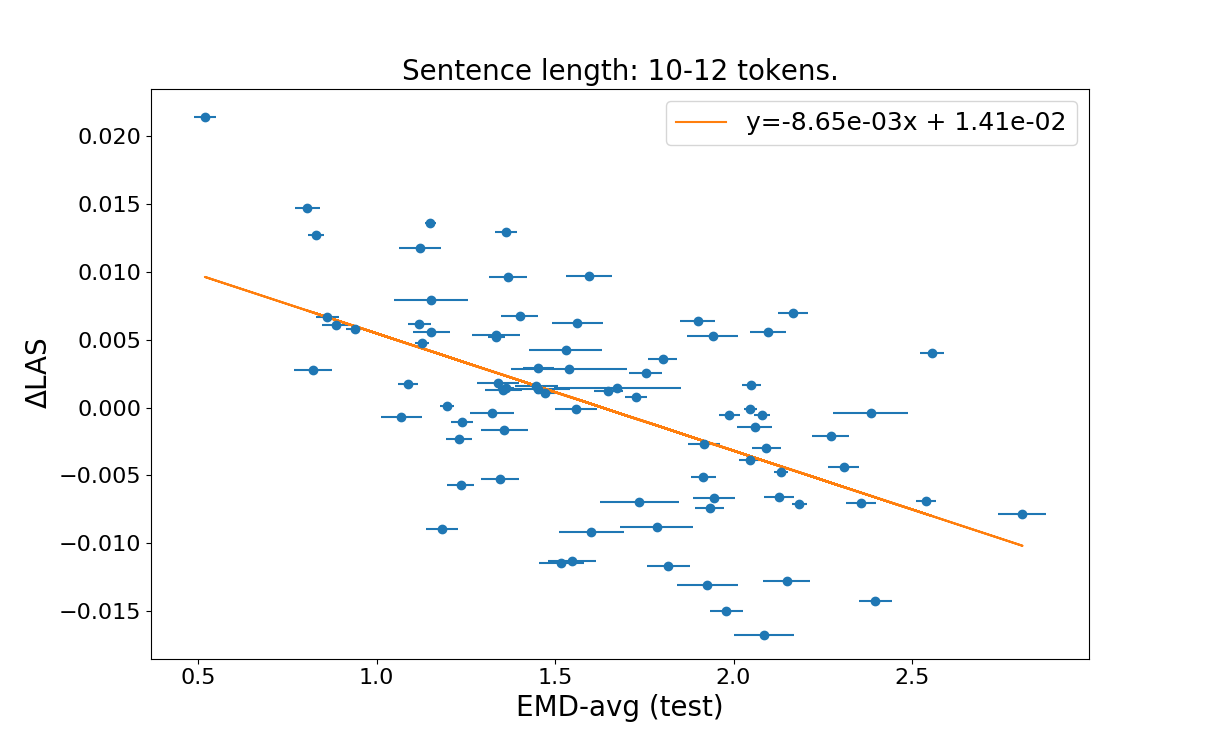 Sentence length: 10-12 tokens.
y=-8.65e-03x + 1.41e-02
0.020
0.015
0.010
0.005
0.000
−0.005
−0.010
−0.015
ΔLAS
0.5 1.0 1.5 2.0 2.5
EMD-avg (test)